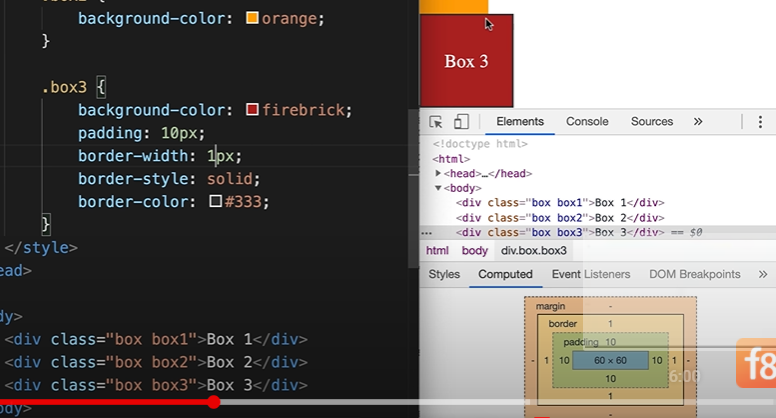 background-color: orange;
}
.box3 {
background-color: firebrick;
padding: 10px;
border-width: 1px;
border-style: solid;
border-color: #333;
}
</style>
ead>
dy>
<div class="box box1">Box 1</div>
<div class="box box2">Box 2</div>
<div class="box box3">Box 3</div>
Box 3
Elements Console Sources »
<!doctype html>
<html>
<head>…</head>
<body>
<div class="box box1">Box 1</div>
<div class="box box2">Box 2</div>
… <div class="box box3">Box 3</div> == $0
html body div.box.box3
Styles Computed Event Listeners DOM Breakpoints »
margin -
border 1
padding 10
- 1 10 60 × 60 10 1 -
10
1
-
6:00
f8